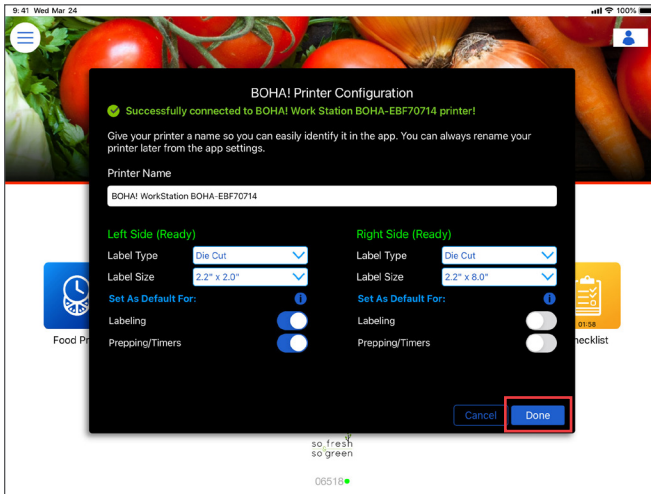 9:41 Wed Mar 24
100%
BOHA! Printer Configuration
Successfully connected to BOHA! Work Station BOHA-EBF70714 printer!
Give your printer a name so you can easily identify it in the app. You can always rename your
printer later from the app settings.
Printer Name
BOHA! WorkStation BOHA-EBF70714
Left Side (Ready)
Right Side (Ready)
Label Type
Die Cut
Label Type
Die Cut
Label Size
2.2" x 2.0"
Label Size
2.2" x 8.0"
Set As Default For:
Set As Default For:
Labeling
Labeling
Prepping/Timers
Prepping/Timers
01:58
Food Pr
hecklist
Cancel
Done
so fresh
so green
06518